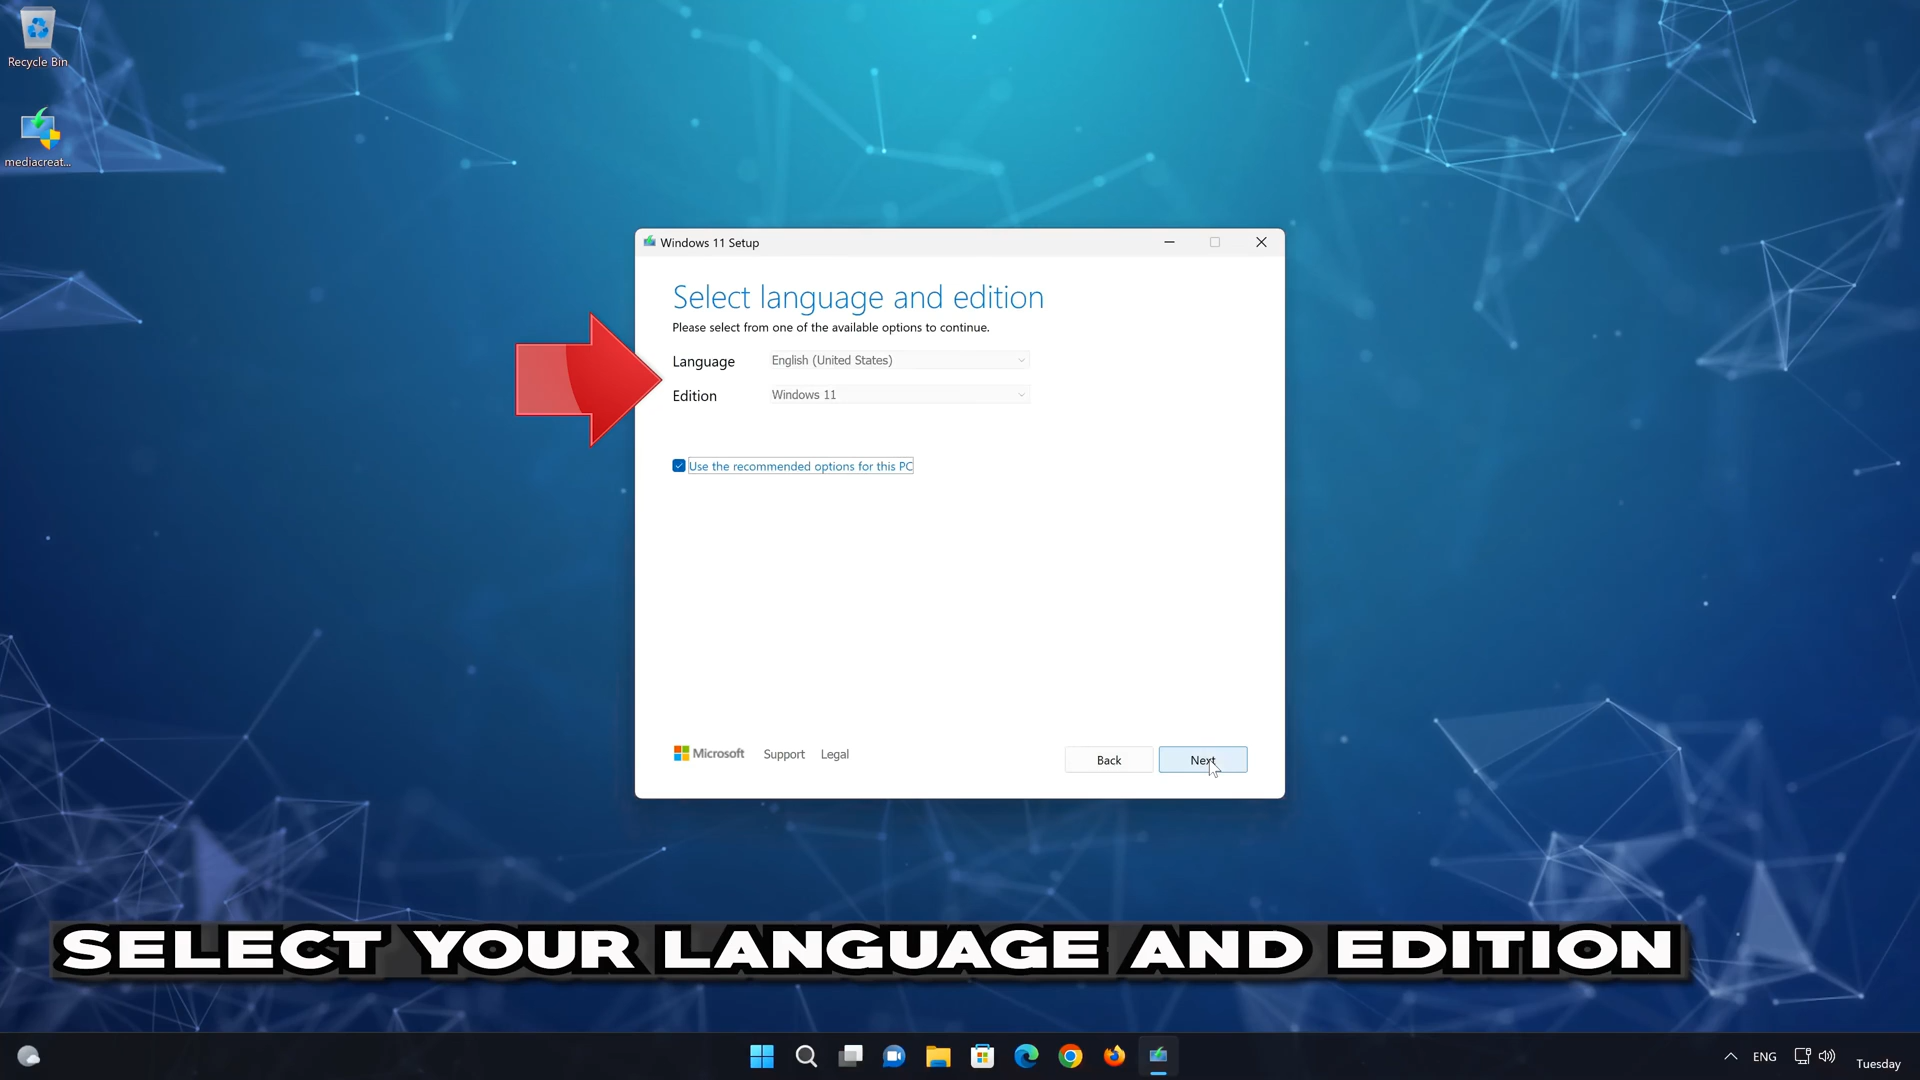 Recycle Bin
mediacreat...
Windows 11 Setup
Select language and edition
Please select from one of the available options to continue.
Language English (United States)
Edition Windows 11
Use the recommended options for this PC
Microsoft Support Legal
Back Next
SELECT YOUR LANGUAGE AND EDITION
ENG
Tuesday